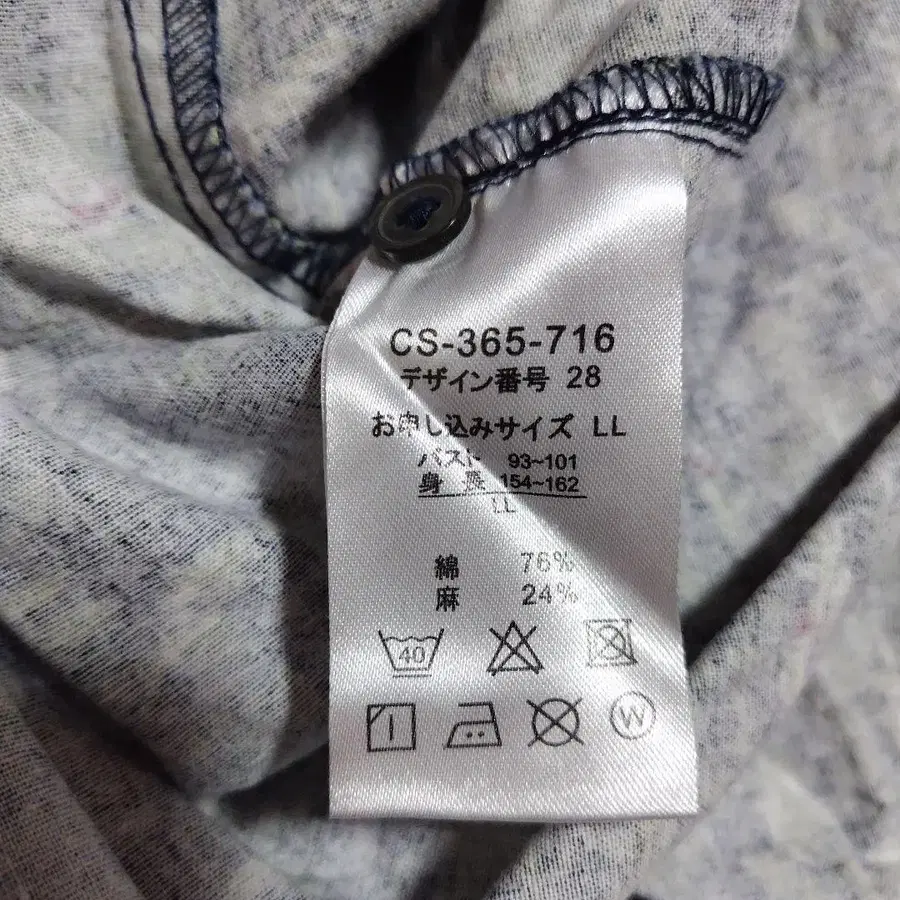 CS-365-716
デザイン番号 28
お申し込みサイズ LL
バスト 93~101
身 長 154~162
LL
綿 76%
麻 24%
40
W